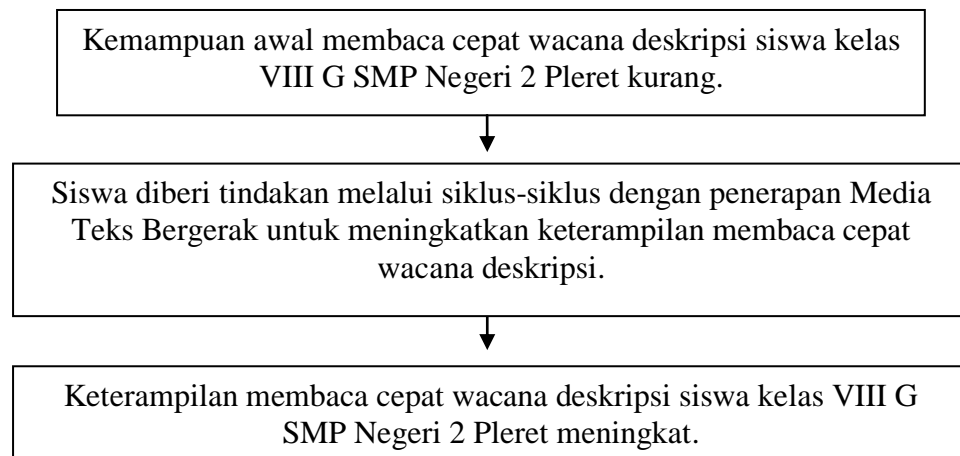 Kemampuan awal membaca cepat wacana deskripsi siswa kelas
VIII G SMP Negeri 2 Pleret kurang.
Siswa diberi tindakan melalui siklus-siklus dengan penerapan Media
Teks Bergerak untuk meningkatkan keterampilan membaca cepat
wacana deskripsi.
Keterampilan membaca cepat wacana deskripsi siswa kelas VIII G
SMP Negeri 2 Pleret meningkat.